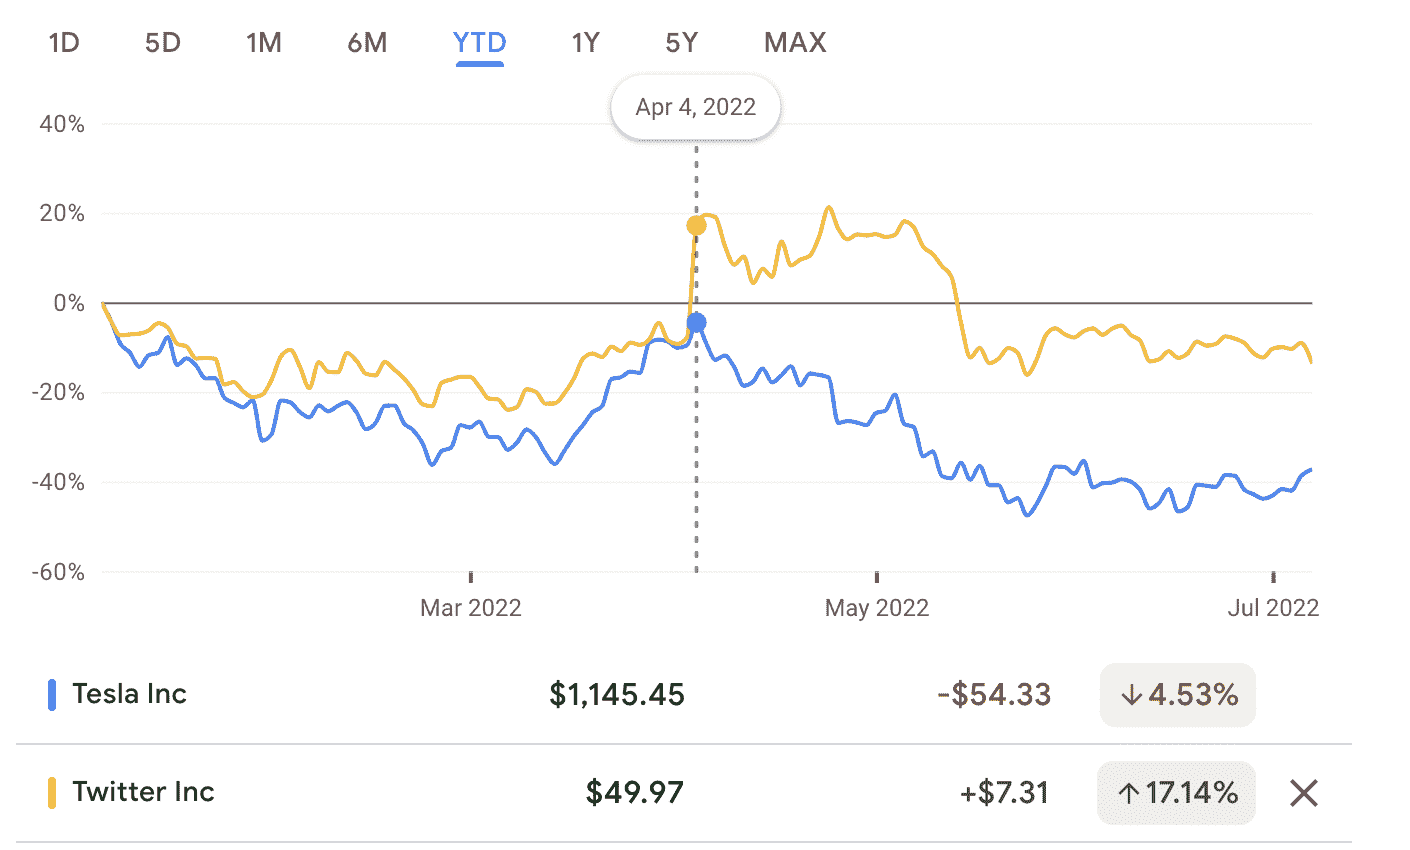 1D 5D 1M 6M YTD 1Y 5Y MAX
Apr 4, 2022
40%
20%
0%
-20%
-40%
-60%
Mar 2022 May 2022 Jul 2022
Tesla Inc $1,145.45 -$54.33 ↓4.53%
Twitter Inc $49.97 +$7.31 ↑17.14%